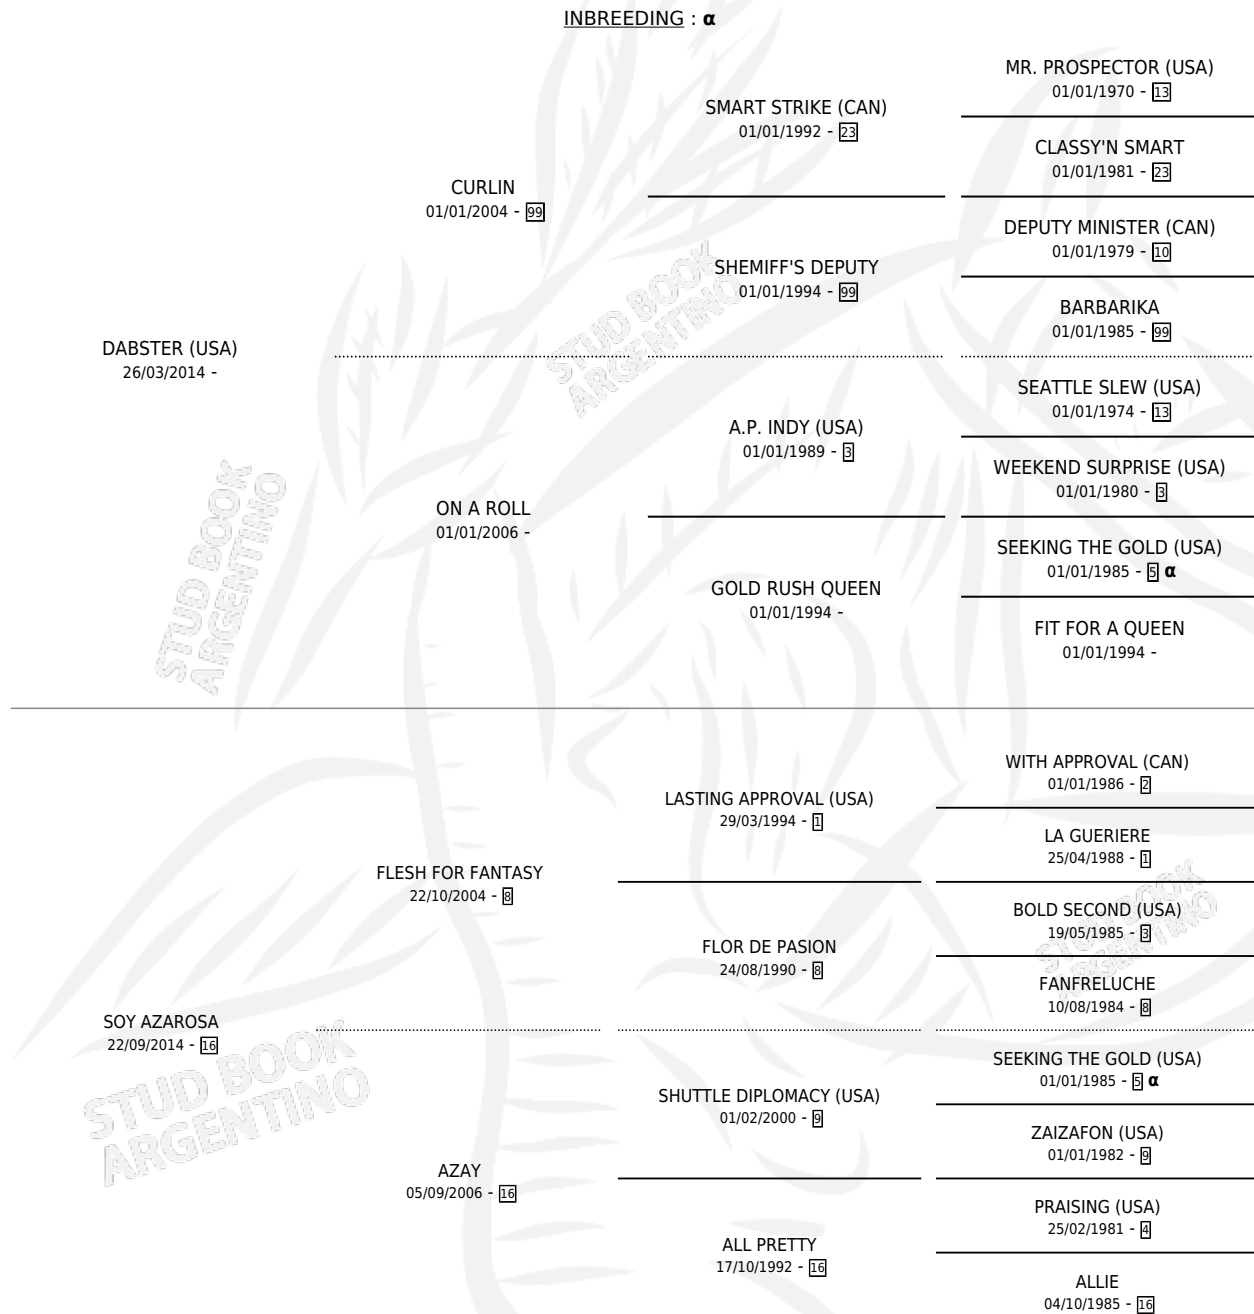 INBREEDING : α
MR. PROSPECTOR (USA)
01/01/1970 - 13
SMART STRIKE (CAN)
01/01/1992 - 23
CLASSY'N SMART
01/01/1981 - 23
CURLIN
01/01/2004 - 99
DEPUTY MINISTER (CAN)
01/01/1979 - 10
SHEMIFF'S DEPUTY
01/01/1994 - 99
BARBARIKA
01/01/1985 - 99
DABSTER (USA)
26/03/2014 -
SEATTLE SLEW (USA)
01/01/1974 - 13
A.P. INDY (USA)
01/01/1989 - 3
WEEKEND SURPRISE (USA)
01/01/1980 - 3
ON A ROLL
01/01/2006 -
SEEKING THE GOLD (USA)
01/01/1985 - 5 α
GOLD RUSH QUEEN
01/01/1994 -
FIT FOR A QUEEN
01/01/1994 -
WITH APPROVAL (CAN)
01/01/1986 - 2
LASTING APPROVAL (USA)
29/03/1994 - 1
LA GUERIERE
25/04/1988 - 1
FLESH FOR FANTASY
22/10/2004 - 8
BOLD SECOND (USA)
19/05/1985 - 3
FLOR DE PASION
24/08/1990 - 8
FANFRELUCHE
10/08/1984 - 8
SOY AZAROSA
22/09/2014 - 16
SEEKING THE GOLD (USA)
01/01/1985 - 5 α
SHUTTLE DIPLOMACY (USA)
01/02/2000 - 9
ZAIZAFON (USA)
01/01/1982 - 9
AZAY
05/09/2006 - 16
PRAISING (USA)
25/02/1981 - 4
ALL PRETTY
17/10/1992 - 16
ALLIE
04/10/1985 - 16
STUD BOOK
ARGENTINO
STUD BOOK
ARGENTINO
STUD BOOK
ARGENTINO
STUD BOOK
ARGENTINO